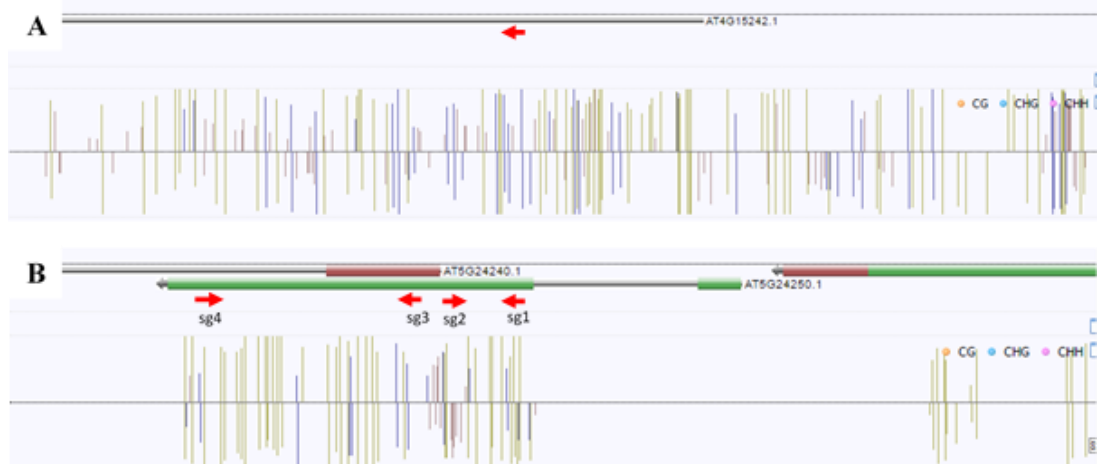 A
AT4G15242.1
CG CHG CHH
B
AT5G24240.1
AT5G24250.1
sg4 sg3 sg2 sg1
CG CHG CHH